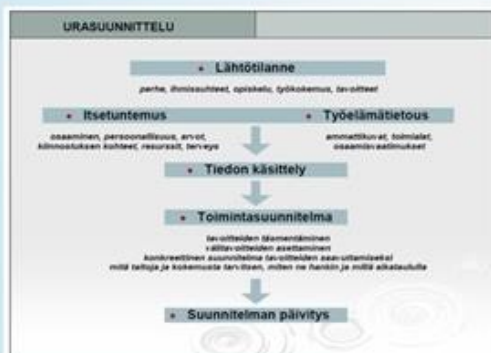 URASUUNNITTELU
• Lähtötilanne
perhe, ihmissuhteet, opiskelu, työkokemus, tavoitteet
• Itsetuntemus
• Työelämätietous
osaaminen, persoonallisuus, arvot,
kiinnostuksen kohteet, resurssit, terveys
ammattikuvat, toimialat,
osaamisvaatimukset
• Tiedon käsittely
• Toimintasuunnitelma
tavoitteiden täsmentäminen
välitavoitteiden asettaminen
konkreettinen suunnitelma tavoitteiden saavuttamiseksi
mitä taitoja ja kokemusta tarvitsen, miten ne hankin ja millä aikataululla
• Suunnitelman päivitys